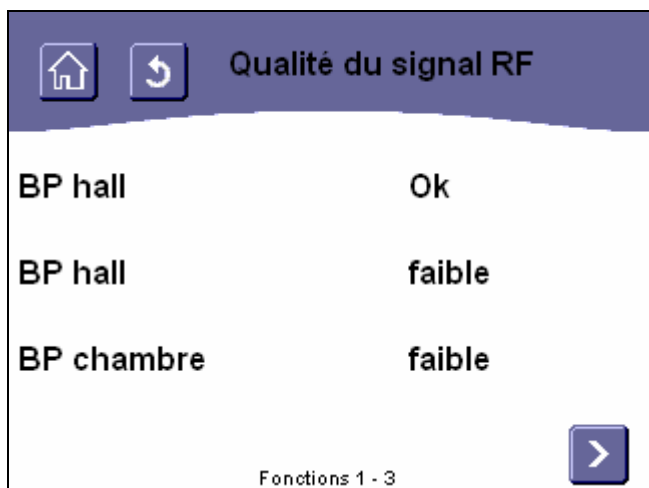 Qualité du signal RF
BP hall Ok
BP hall faible
BP chambre faible
Fonctions 1 - 3